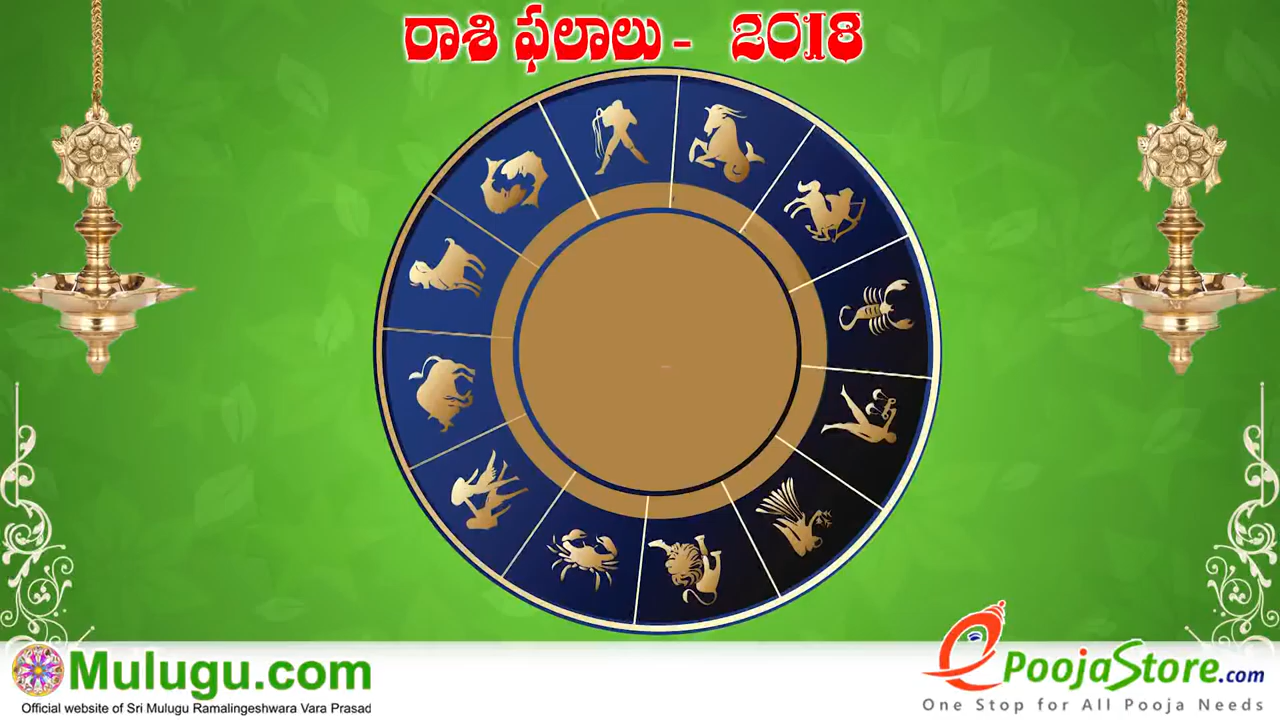 రాశి ఫలాలు - 2018
Mulugu.com
Official website of Sri Mulugu Ramalingeshwara Vara Prasad
ePoojaStore.com
One Stop for All Pooja Needs